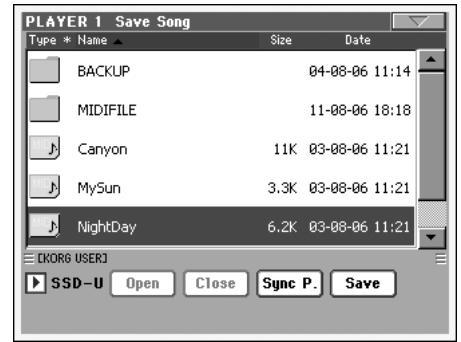 PLAYER 1 Save Song
Type * Name Size Date
BACKUP 04-08-06 11:14
MIDIFILE 11-08-06 18:18
Canyon 11K 03-08-06 11:21
MySun 3.3K 03-08-06 11:21
NightDay 6.2K 03-08-06 11:21
[KORG USER]
SSD-U Open Close Sync P. Save